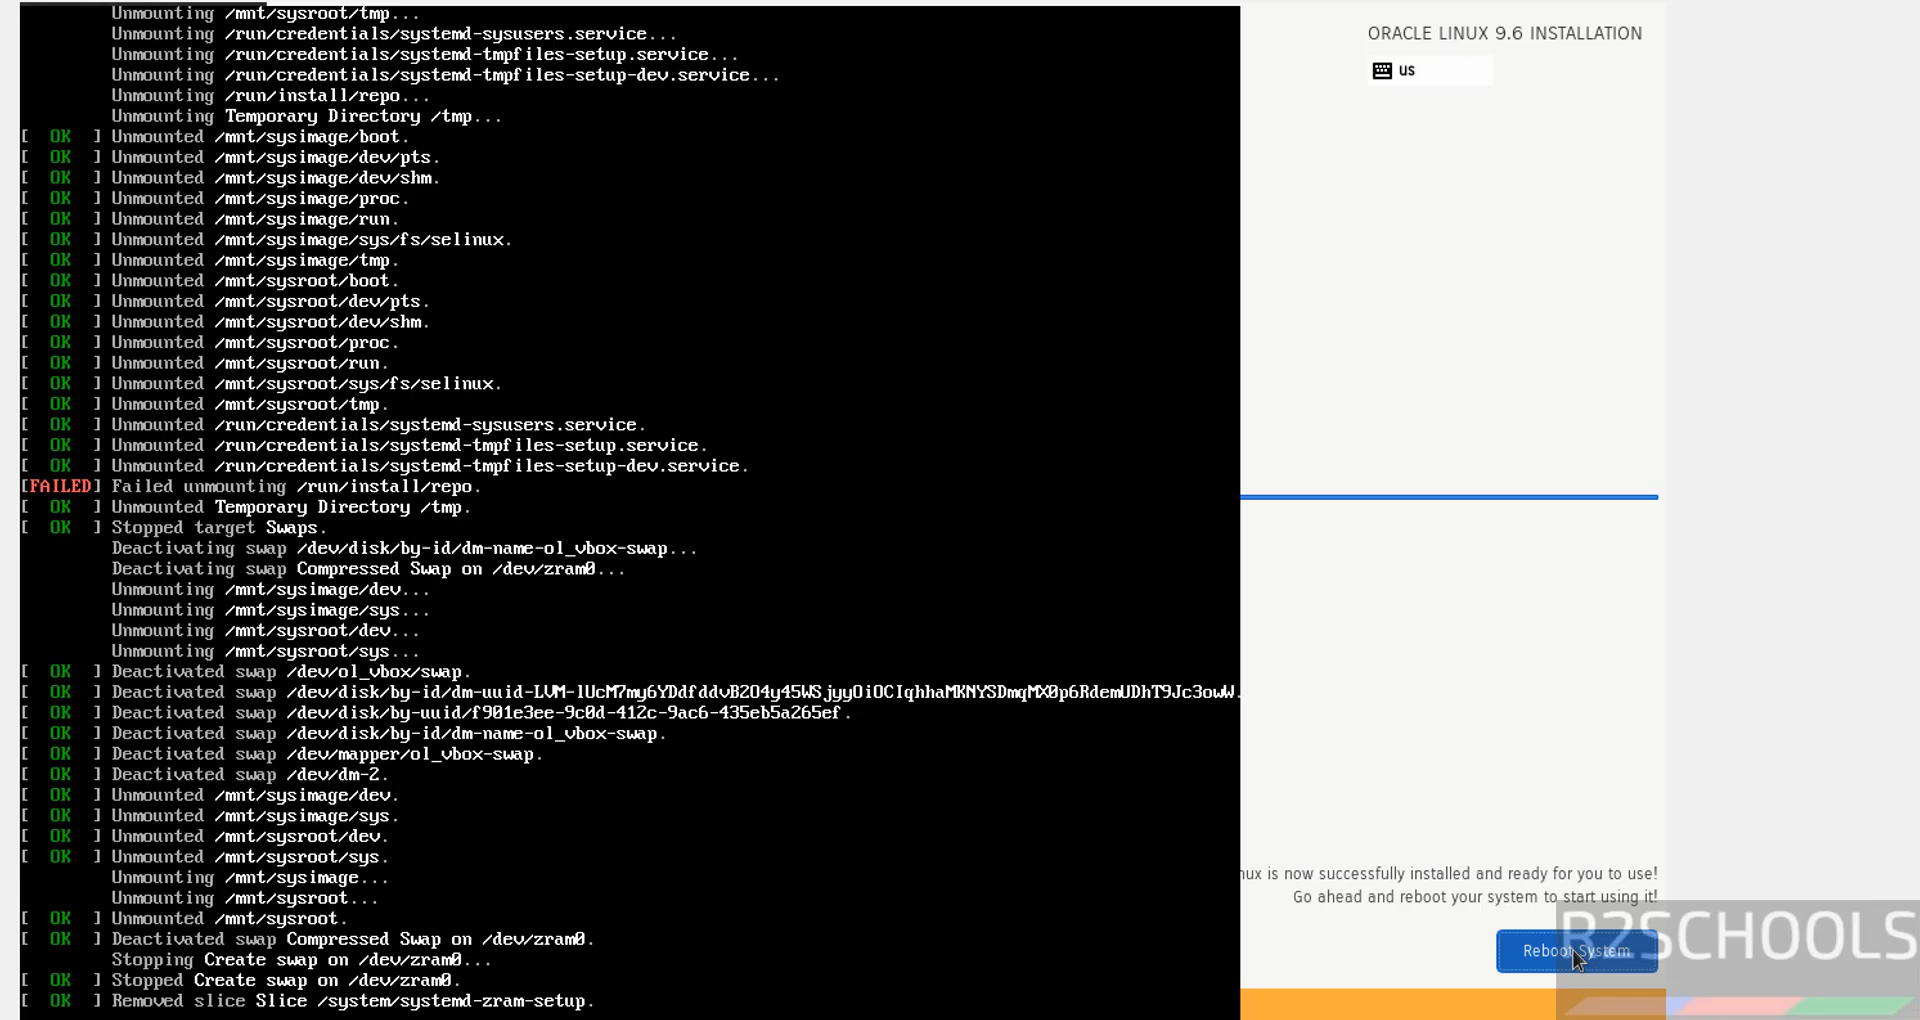 Unmounting /mnt/sysroot/tmp...
Unmounting /run/credentials/systemd-sysusers.service...
Unmounting /run/credentials/systemd-tmpfiles-setup.service...
Unmounting /run/credentials/systemd-tmpfiles-setup-dev.service...
Unmounting /run/install/repo...
Unmounting Temporary Directory /tmp...
[ OK ] Unmounted /mnt/sysimage/boot.
[ OK ] Unmounted /mnt/sysimage/dev/pts.
[ OK ] Unmounted /mnt/sysimage/dev/shm.
[ OK ] Unmounted /mnt/sysimage/proc.
[ OK ] Unmounted /mnt/sysimage/run.
[ OK ] Unmounted /mnt/sysimage/sys/fs/selinux.
[ OK ] Unmounted /mnt/sysimage/tmp.
[ OK ] Unmounted /mnt/sysroot/boot.
[ OK ] Unmounted /mnt/sysroot/dev/pts.
[ OK ] Unmounted /mnt/sysroot/dev/shm.
[ OK ] Unmounted /mnt/sysroot/proc.
[ OK ] Unmounted /mnt/sysroot/run.
[ OK ] Unmounted /mnt/sysroot/sys/fs/selinux.
[ OK ] Unmounted /mnt/sysroot/tmp.
[ OK ] Unmounted /run/credentials/systemd-sysusers.service.
[ OK ] Unmounted /run/credentials/systemd-tmpfiles-setup.service.
[ OK ] Unmounted /run/credentials/systemd-tmpfiles-setup-dev.service.
[FAILED] Failed unmounting /run/install/repo.
[ OK ] Unmounted Temporary Directory /tmp.
[ OK ] Stopped target Swaps.
Deactivating swap /dev/disk/by-id/dm-name-ol_vbox-swap...
Deactivating swap Compressed Swap on /dev/zram0...
Unmounting /mnt/sysimage/dev...
Unmounting /mnt/sysimage/sys...
Unmounting /mnt/sysroot/dev...
Unmounting /mnt/sysroot/sys...
[ OK ] Deactivated swap /dev/ol_vbox/swap.
[ OK ] Deactivated swap /dev/disk/by-id/dm-uuid-LVM-lUcM7my6YDdfddvB2O4y45WSjyyOiOCIqhhaMKNYSDmqMX0p6RdemUDhT9Jc3owW.
[ OK ] Deactivated swap /dev/disk/by-uuid/f901e3ee-9c0d-412c-9ac6-435eb5a265ef.
[ OK ] Deactivated swap /dev/disk/by-id/dm-name-ol_vbox-swap.
[ OK ] Deactivated swap /dev/mapper/ol_vbox-swap.
[ OK ] Deactivated swap /dev/dm-2.
[ OK ] Unmounted /mnt/sysimage/dev.
[ OK ] Unmounted /mnt/sysimage/sys.
[ OK ] Unmounted /mnt/sysroot/dev.
[ OK ] Unmounted /mnt/sysroot/sys.
Unmounting /mnt/sysimage...
Unmounting /mnt/sysroot...
[ OK ] Unmounted /mnt/sysroot.
[ OK ] Deactivated swap Compressed Swap on /dev/zram0.
Stopping Create swap on /dev/zram0...
[ OK ] Stopped Create swap on /dev/zram0.
[ OK ] Removed slice Slice /system/systemd-zram-setup.
ORACLE LINUX 9.6 INSTALLATION
us
nux is now successfully installed and ready for you to use!
Go ahead and reboot your system to start using it!
Reboot System
R2SCHOOLS